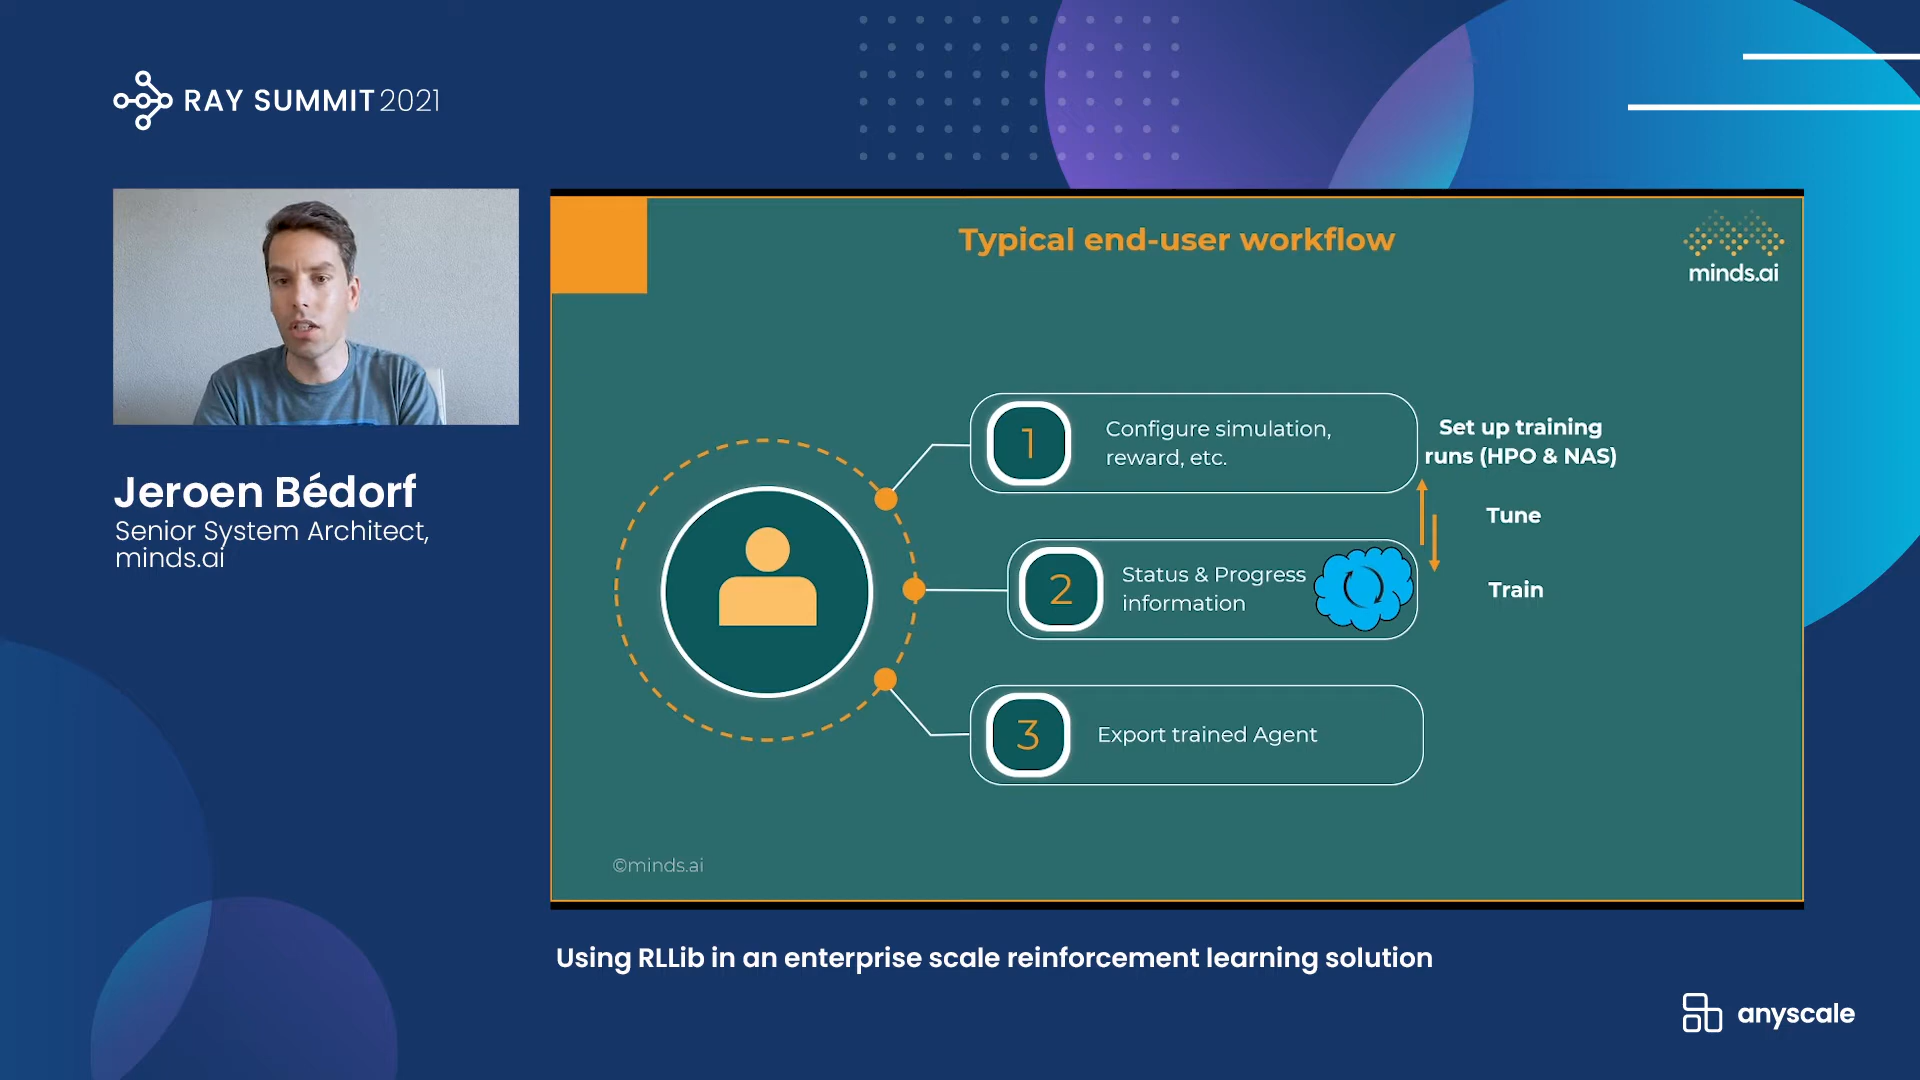 RAY SUMMIT 2021
Jeroen Bédorf
Senior System Architect,
minds.ai
Typical end-user workflow
minds.ai
1
Configure simulation,
reward, etc.
Set up training
runs (HPO & NAS)
Tune
2
Status & Progress
information
Train
3
Export trained Agent
©minds.ai
Using RLLib in an enterprise scale reinforcement learning solution
anyscale